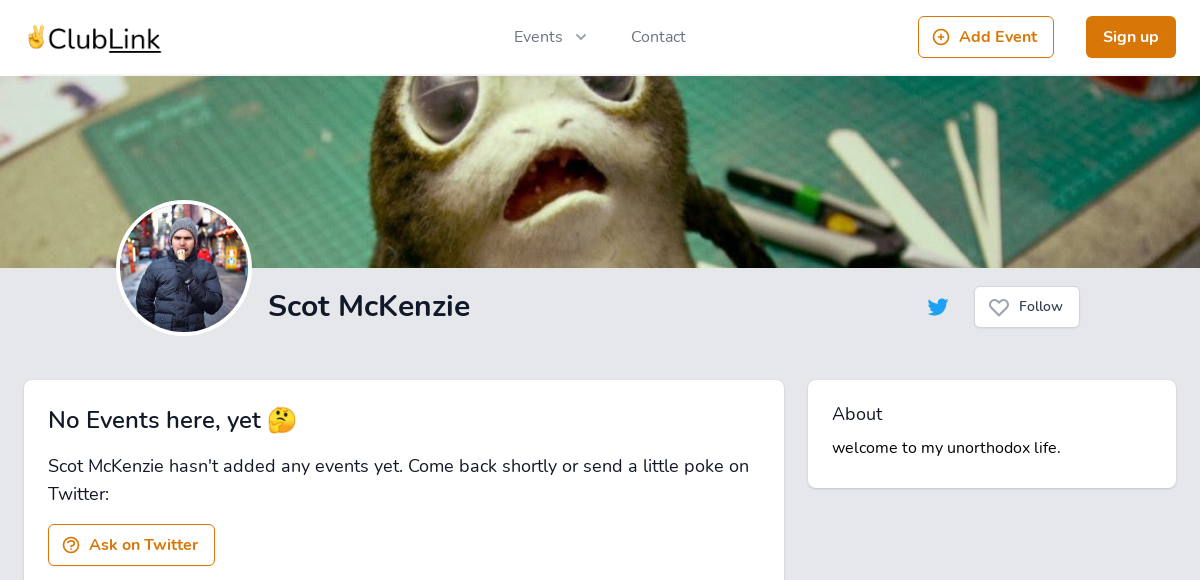 ✌️ClubLink
Events
Contact
Add Event
Sign up
Scot McKenzie
Follow
No Events here, yet 🤔
Scot McKenzie hasn't added any events yet. Come back shortly or send a little poke on
Twitter:
Ask on Twitter
About
welcome to my unorthodox life.